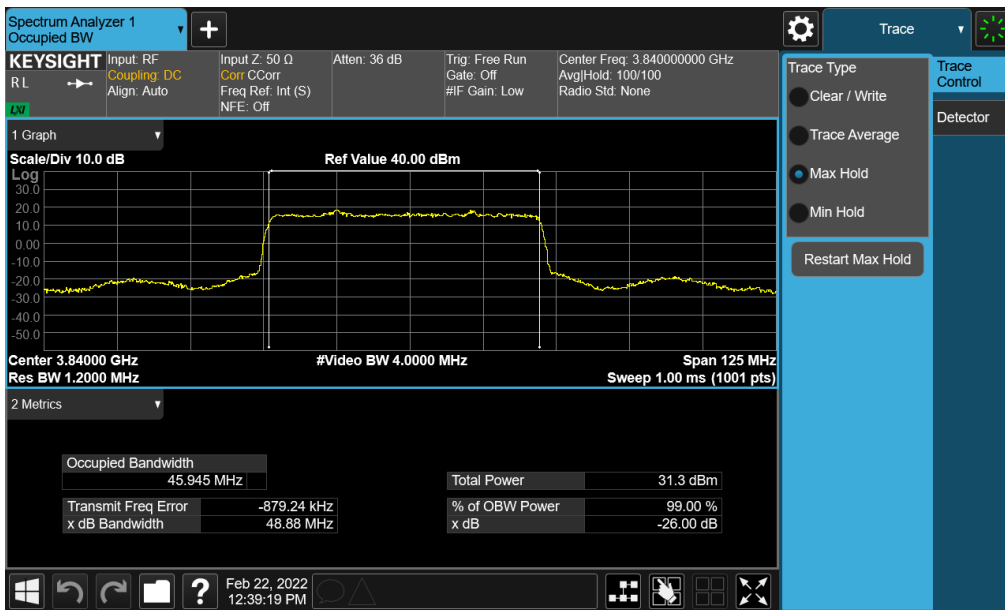 Spectrum Analyzer 1
Occupied BW
+
Trace
KEYSIGHT
R L
LXI
Input: RF
Coupling: DC
Align: Auto
Input Z: 50 Ω
Corr CCorr
Freq Ref: Int (S)
NFE: Off
Atten: 36 dB
Trig: Free Run
Gate: Off
#IF Gain: Low
Center Freq: 3.840000000 GHz
Avg|Hold: 100/100
Radio Std: None
Trace Type
Clear / Write
Trace Average
Max Hold
Min Hold
Restart Max Hold
Trace
Control
Detector
1 Graph
Scale/Div 10.0 dB
Ref Value 40.00 dBm
Log
30.0
20.0
10.0
0.00
-10.0
-20.0
-30.0
-40.0
-50.0
Center 3.84000 GHz
#Video BW 4.0000 MHz
Span 125 MHz
Res BW 1.2000 MHz
Sweep 1.00 ms (1001 pts)
2 Metrics
Occupied Bandwidth
45.945 MHz
Total Power 31.3 dBm
Transmit Freq Error -879.24 kHz
% of OBW Power 99.00 %
x dB Bandwidth 48.88 MHz
x dB -26.00 dB
?
Feb 22, 2022
12:39:19 PM